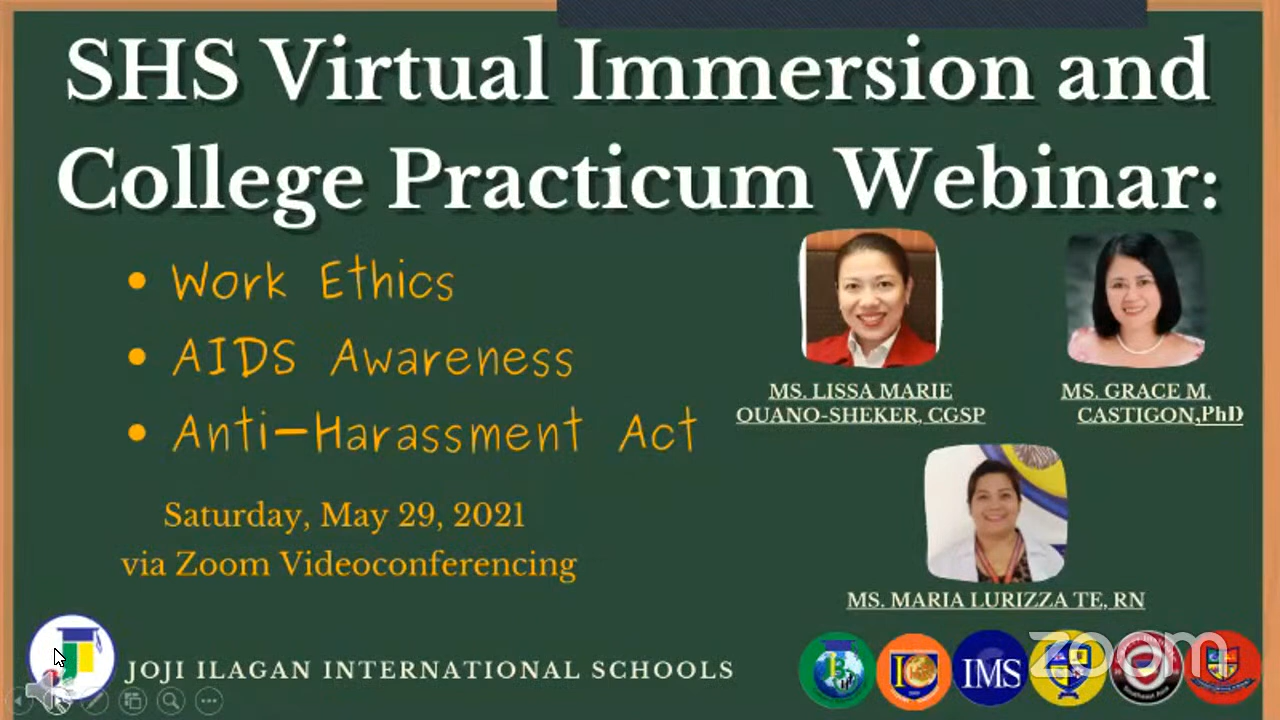 SHS Virtual Immersion and
College Practicum Webinar:
• Work Ethics
• AIDS Awareness
• Anti-Harassment Act
Saturday, May 29, 2021
via Zoom Videoconferencing
MS. LISSA MARIE
OUANO-SHEKER, CGSP
MS. GRACE M.
CASTIGON,PhD
MS. MARIA LURIZZA TE, RN
JOJI ILAGAN INTERNATIONAL SCHOOLS
IMS
zoom